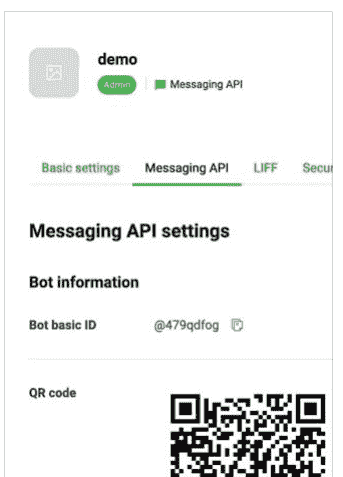 demo
Admin
Messaging API
Basic settings Messaging API LIFF Secur
Messaging API settings
Bot information
Bot basic ID @479qdfog
QR code